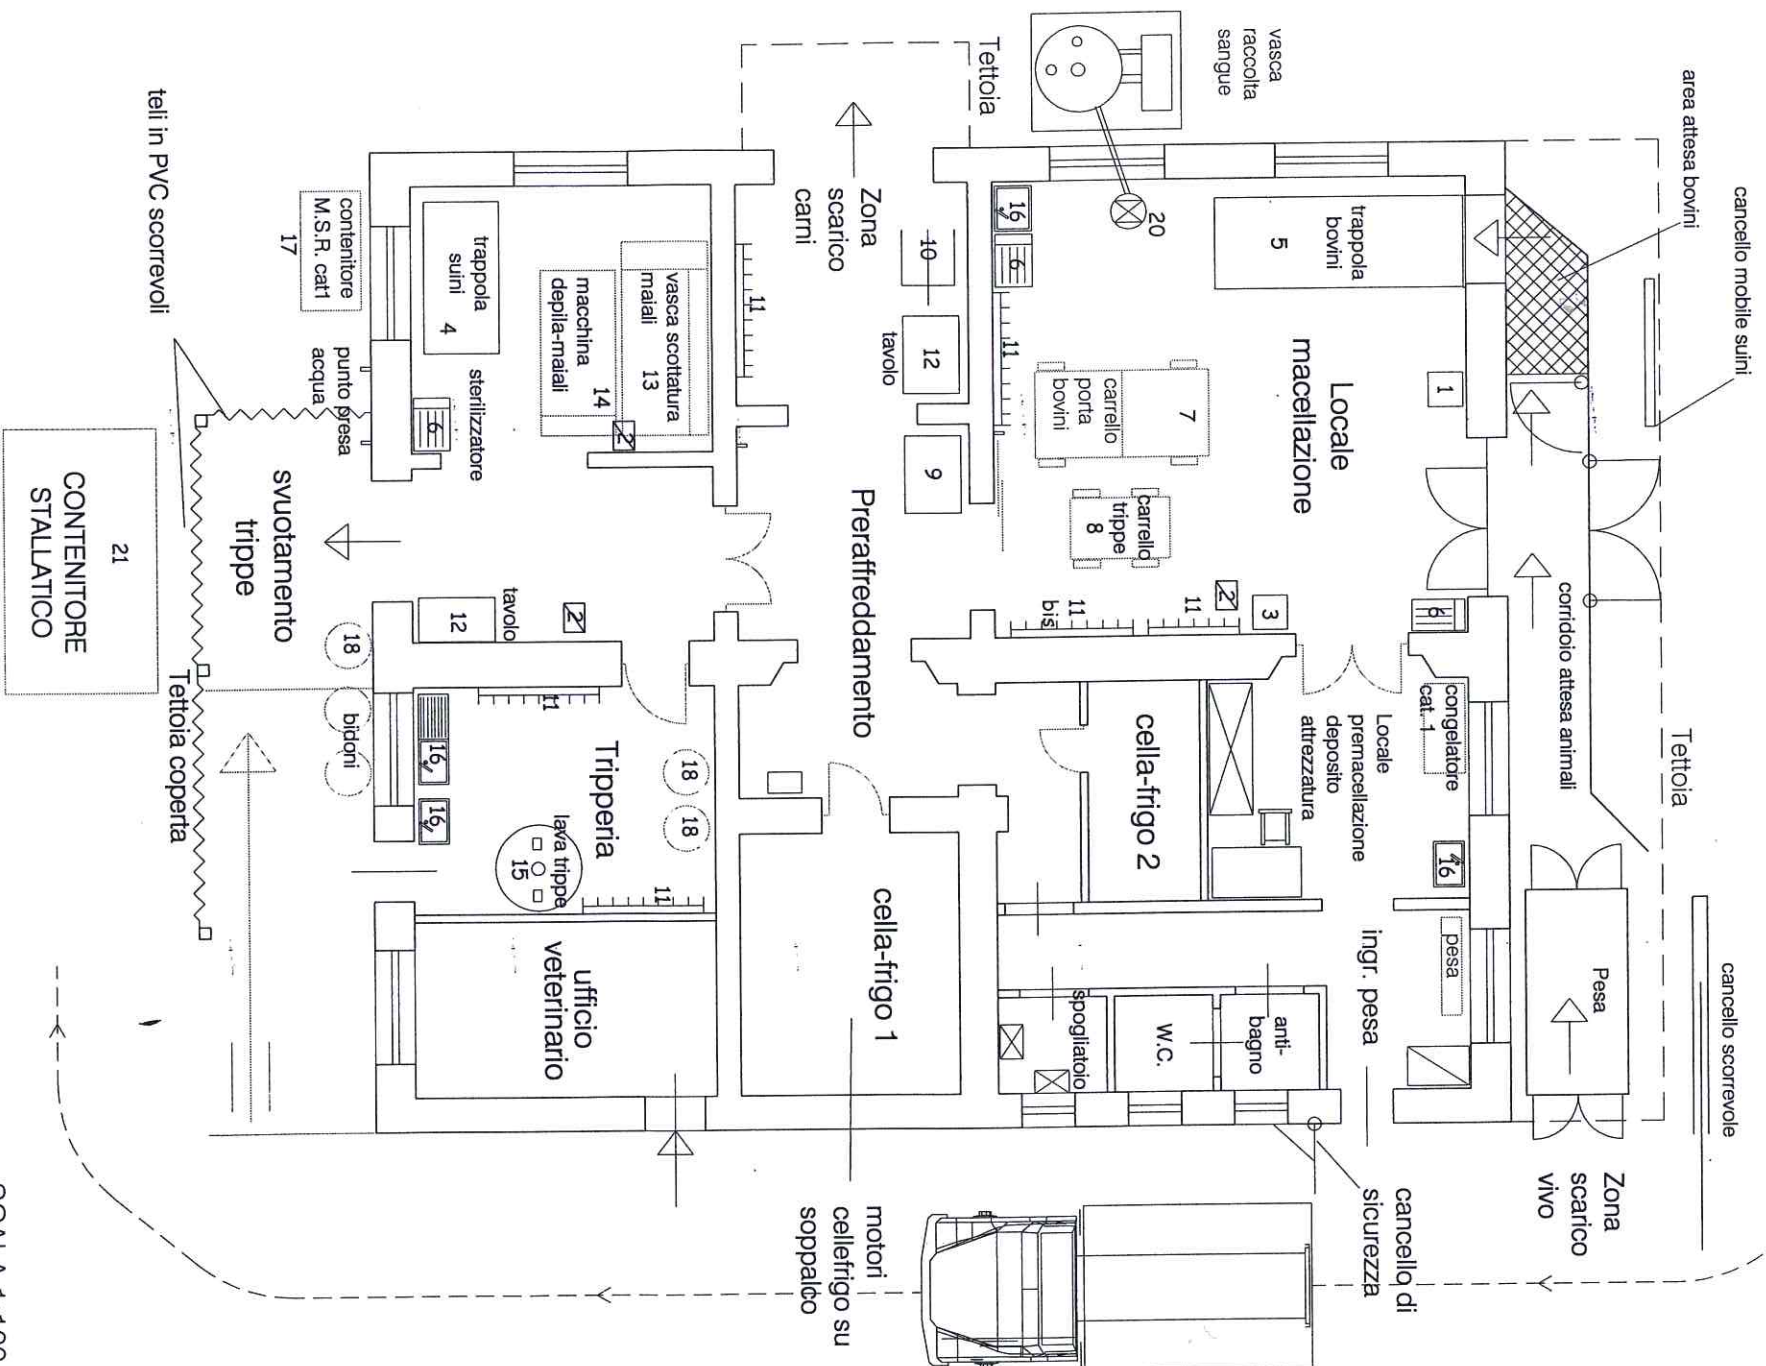 cancello scorrevole
cancello mobile suini
area attesa bovini
Tettoia
vasca
raccolta
sangue
Tettoia
20
trappola
bovini
5
1
Locale
macellazione
16
6
11
7
carrello
porta
bovini
carrello
trippe
8
11
bis
11
2
3
6
corridoio attesa animali
congelatore
cat. 1
Locale
premacellazione
deposito
attrezzatura
16
pesa
Pesa
ingr. pesa
Zona
scarico
vivo
cancello di
sicurezza
anti-
bagno
W.C.
spogliatoio
cella-frigo 2
cella-frigo 1
motori
cellefrigo su
soppalco
Zona
scarico
carni
10
12
tavolo
9
Preraffreddamento
11
vasca scottatura
maiali
13
macchina
depila-maiali
14
2
trappola
suini
4
sterilizzatore
6
contenitore
M.S.R. cat1
17
punto presa
acqua
teli in PVC scorrevoli
svuotamento
trippe
tavolo
12
2
18
bidoni
11
Tripperia
18
18
16
16
lava trippe
15
11
ufficio
veterinario
Tettoia coperta
21
CONTENITORE
STALLATICO